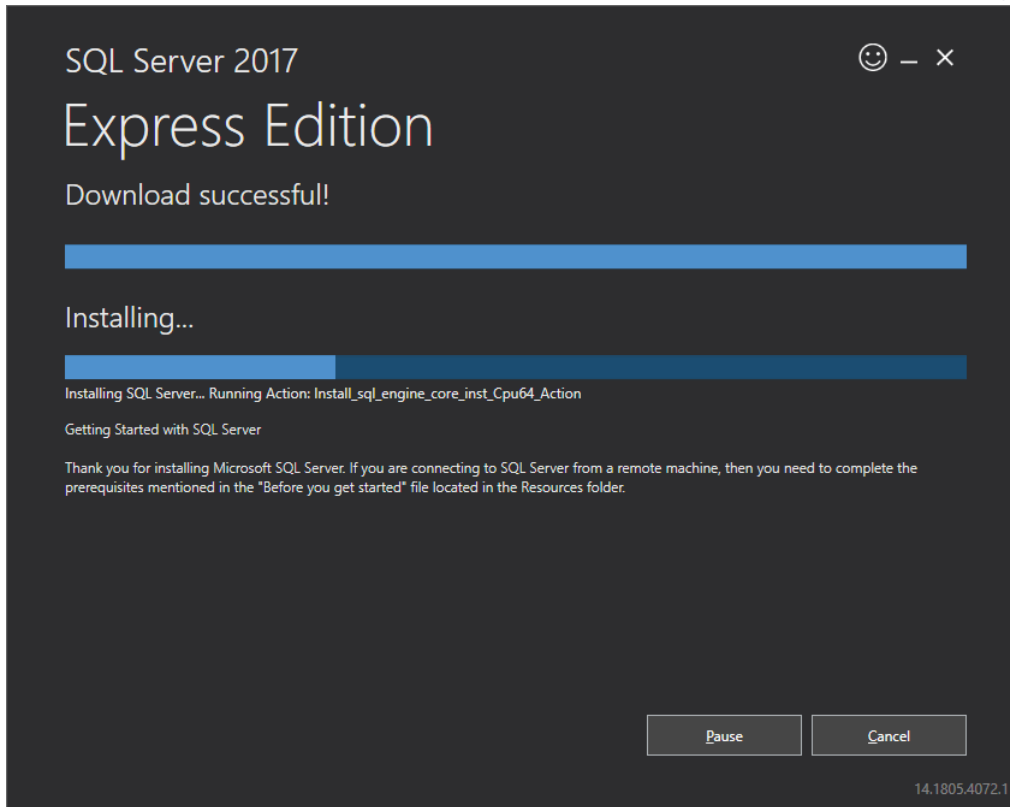 SQL Server 2017
Express Edition
Download successful!
Installing...
Installing SQL Server... Running Action: Install_sql_engine_core_inst_Cpu64_Action
Getting Started with SQL Server
Thank you for installing Microsoft SQL Server. If you are connecting to SQL Server from a remote machine, then you need to complete the
prerequisites mentioned in the "Before you get started" file located in the Resources folder.
Pause
Cancel
14.1805.4072.1